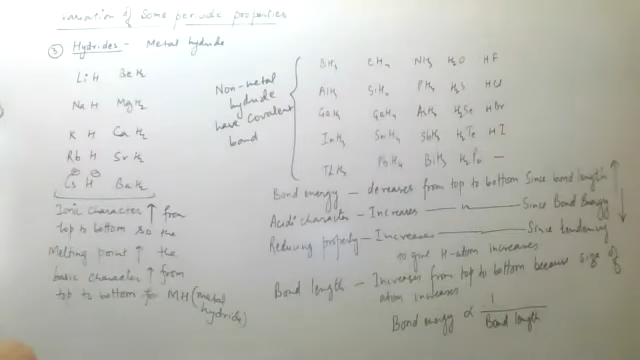 variation of Some periodic properties
③ Hydrides - Metal hydride
LiH BeH2
NaH MgH2
KH CaH2
RbH SrH2
Cs⊕ H⊖ BaH2
Ionic character ↑ from
top to bottom so the
Melting point ↑ the
basic character ↑ from
top to bottom for MH (metal
hydride)
Non-metal
hydride
have covalent
bond
BH3 CH4 NH3 H2O HF
AlH3 SiH4 PH3 H2S HCl
GaH3 GeH4 AsH3 H2Se HBr
InH3 SnH4 SbH3 H2Te HI
TlH3 PbH4 BiH3 H2Po —
Bond energy - decreases from top to bottom Since bond length ↑
Acidic character - Increases —— 〃 —— Since Bond Energy ↓
Reducing property - Increases —— Since tendency
to give H-atom increases
Bond length - Increases from top to bottom because size of
atom increases
Bond energy ∝ 1 / Bond length